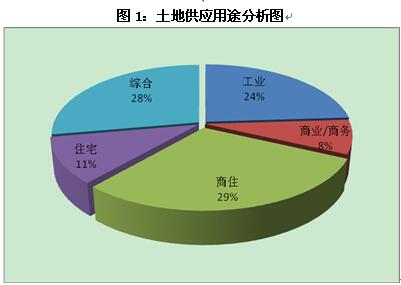 图 1：土地供应用途分析图
综合
28%
工业
24%
商业/商务
8%
住宅
11%
商住
29%